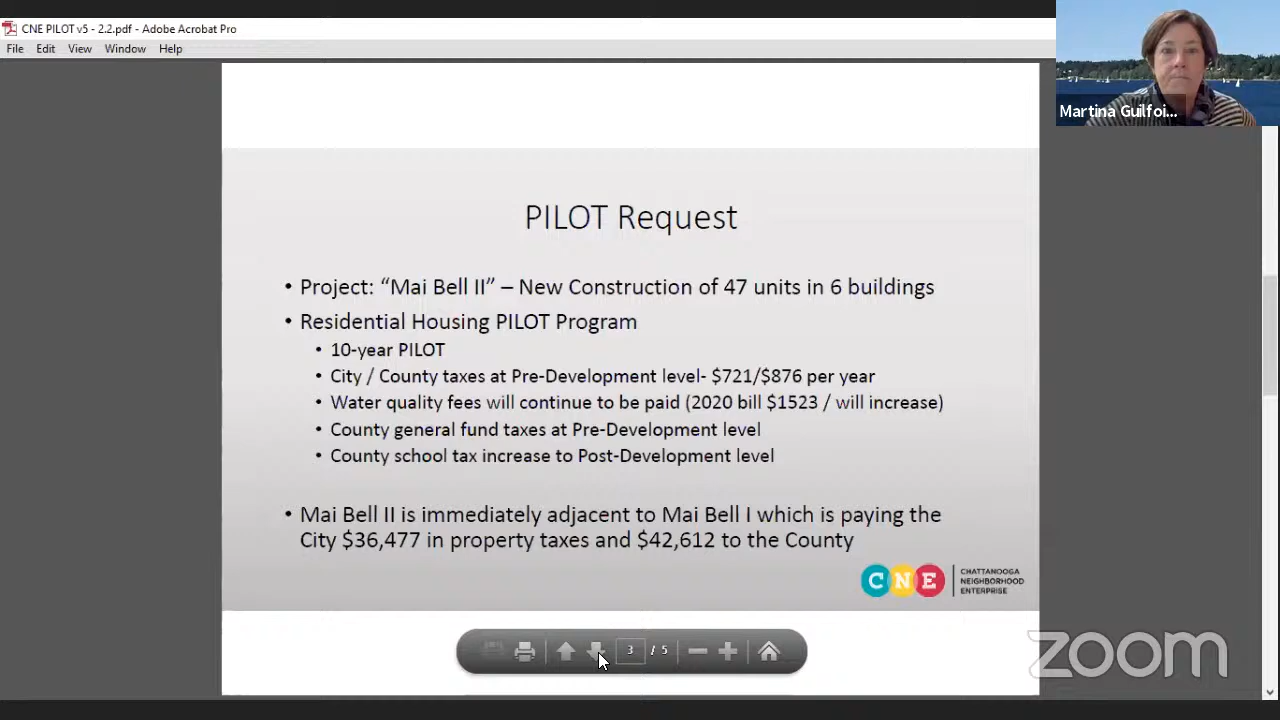 CNE PILOT v5 - 2.2.pdf - Adobe Acrobat Pro
File Edit View Window Help
Martina Guilfoi...
PILOT Request
• Project: “Mai Bell II” – New Construction of 47 units in 6 buildings
• Residential Housing PILOT Program
• 10-year PILOT
• City / County taxes at Pre-Development level- $721/$876 per year
• Water quality fees will continue to be paid (2020 bill $1523 / will increase)
• County general fund taxes at Pre-Development level
• County school tax increase to Post-Development level
• Mai Bell II is immediately adjacent to Mai Bell I which is paying the
City $36,477 in property taxes and $42,612 to the County
CNE
CHATTANOOGA
NEIGHBORHOOD
ENTERPRISE
3 / 5
zoom